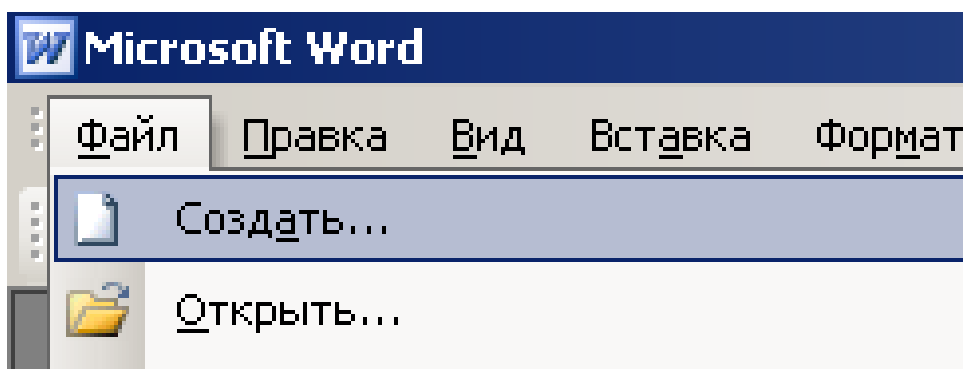 Microsoft Word
Файл Правка Вид Вставка Формат
Создать...
Открыть...